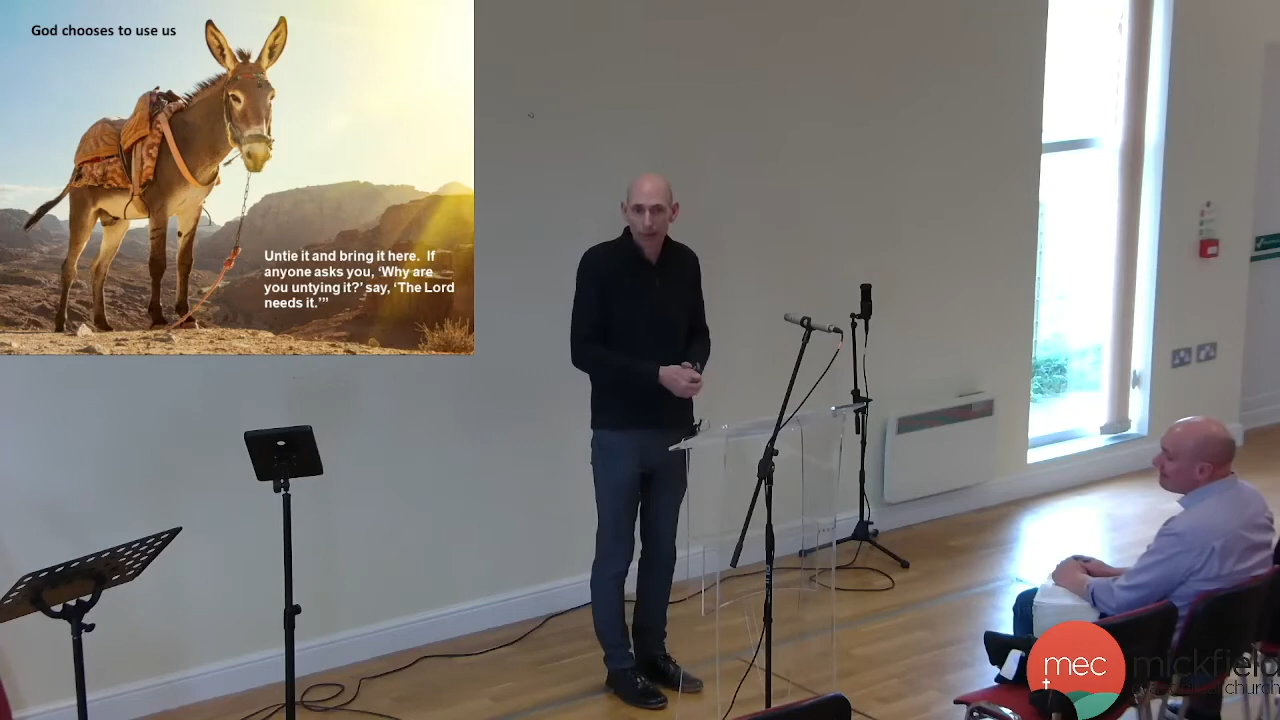 God chooses to use us
Untie it and bring it here.  If
anyone asks you, ‘Why are
you untying it?’ say, ‘The Lord
needs it.’”
mec
mickfield
evangelical church